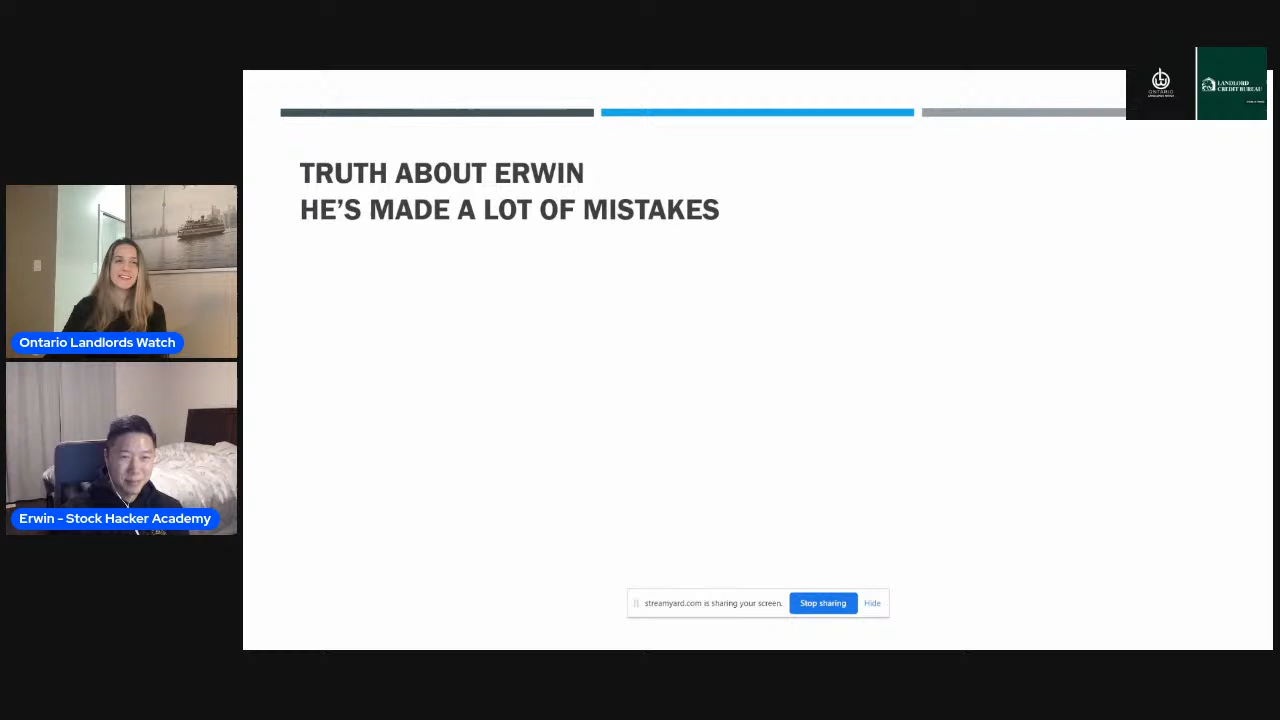 ONTARIO
LANDLORD
CREDIT BUREAU
TRUTH ABOUT ERWIN
HE’S MADE A LOT OF MISTAKES
Ontario Landlords Watch
Erwin - Stock Hacker Academy
streamyard.com is sharing your screen.
Stop sharing
Hide